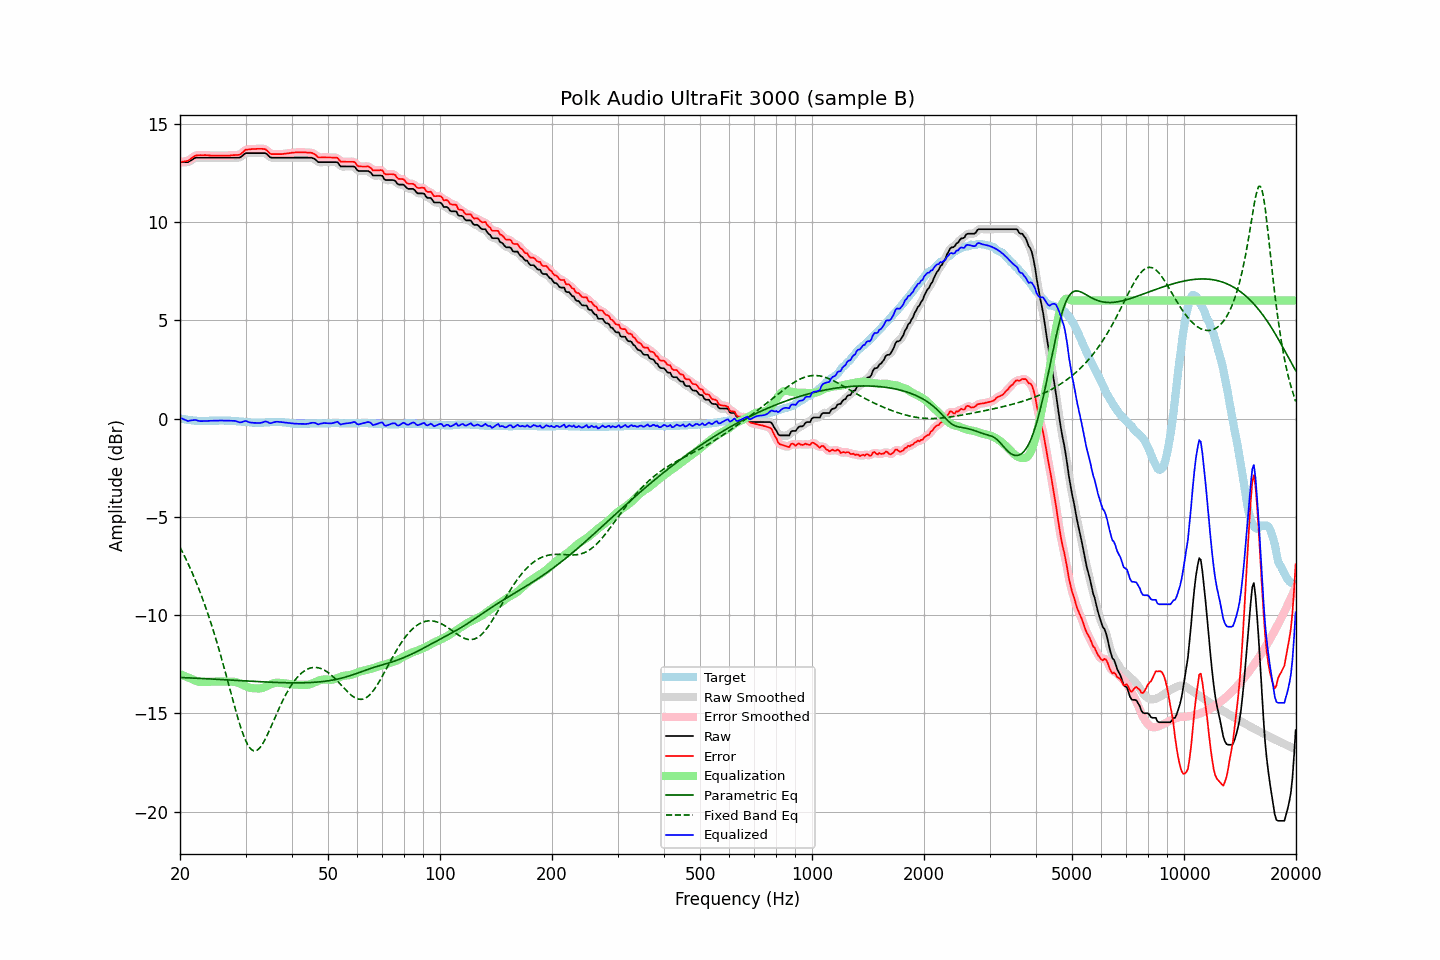 Polk Audio UltraFit 3000 (sample B)
15
10
5
0
−5
−10
−15
−20
Amplitude (dBr)
20
50
100
200
500
1000
2000
5000
10000
20000
Frequency (Hz)
Target
Raw Smoothed
Error Smoothed
Raw
Error
Equalization
Parametric Eq
Fixed Band Eq
Equalized